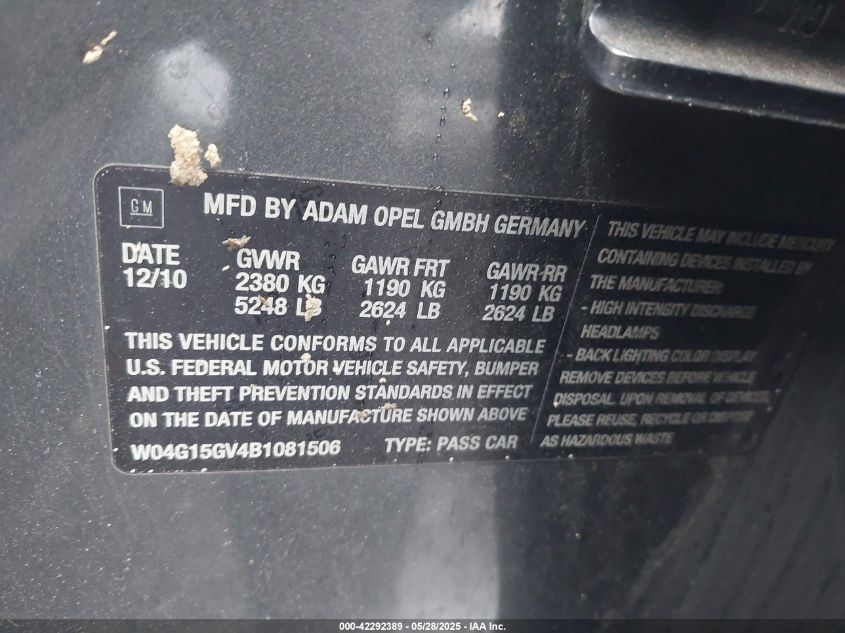 GM
MFD BY ADAM OPEL GMBH GERMANY
DATE
12/10
GVWR
2380 KG
5248 LB
GAWR FRT
1190 KG
2624 LB
GAWR RR
1190 KG
2624 LB
THIS VEHICLE CONFORMS TO ALL APPLICABLE
U.S. FEDERAL MOTOR VEHICLE SAFETY, BUMPER
AND THEFT PREVENTION STANDARDS IN EFFECT
ON THE DATE OF MANUFACTURE SHOWN ABOVE
W04G15GV4B1081506 TYPE: PASS CAR
THIS VEHICLE MAY INCLUDE MERCURY
CONTAINING DEVICES INSTALLED BY
THE MANUFACTURER:
- HIGH INTENSITY DISCHARGE
HEADLAMPS
- BACK LIGHTING COLOR DISPLAY
REMOVE DEVICES BEFORE VEHICLE
DISPOSAL. UPON REMOVAL OF DEVICES,
PLEASE REUSE, RECYCLE OR DISPOSE
AS HAZARDOUS WASTE
000-42292389 - 05/28/2025 - IAA Inc.